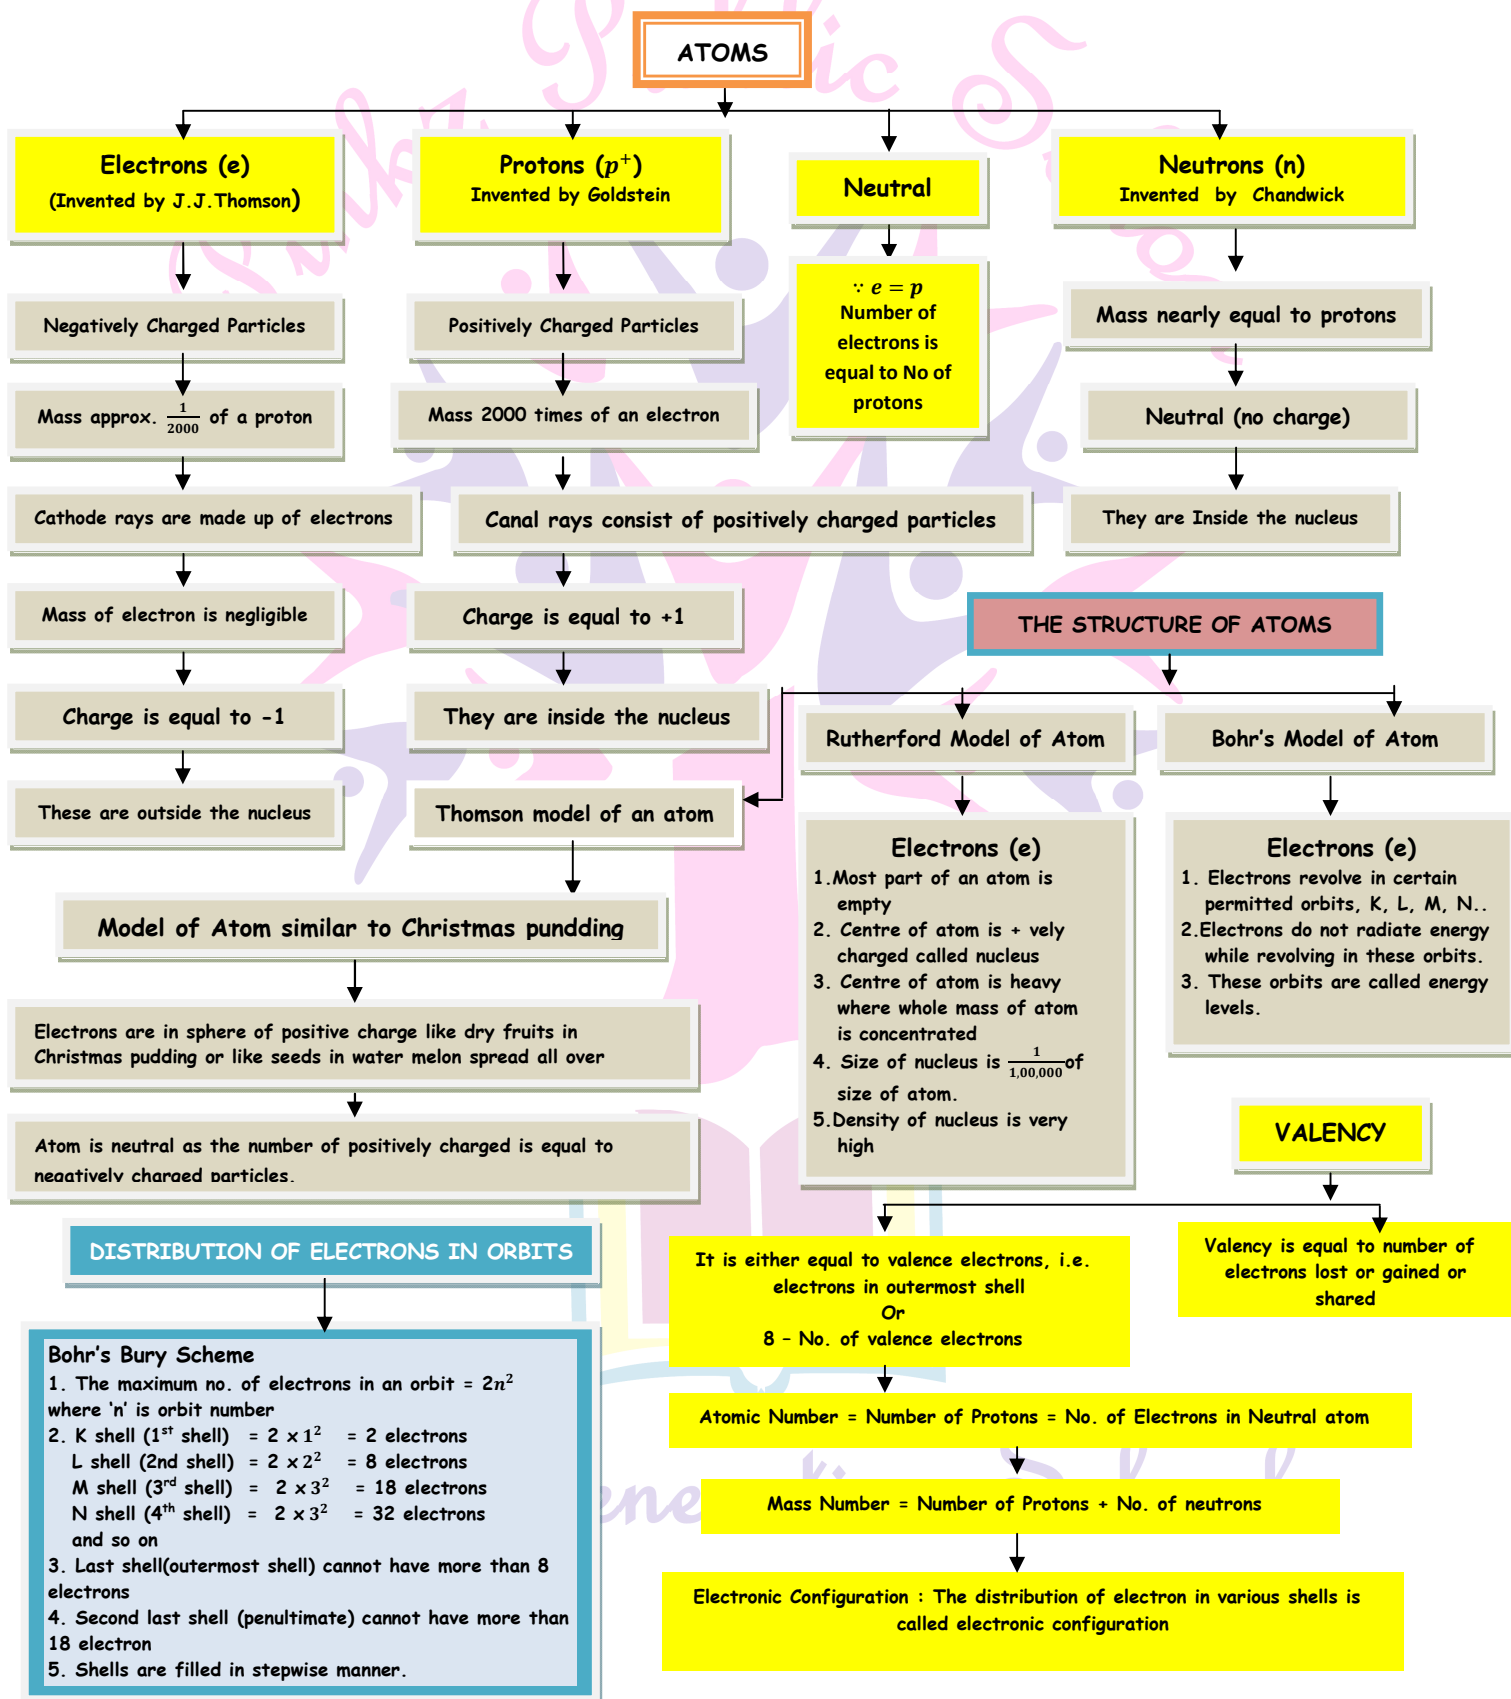 ATOMS
Electrons (e)
(Invented by J.J.Thomson)
Negatively Charged Particles
Mass approx. 1/2000 of a proton
Cathode rays are made up of electrons
Mass of electron is negligible
Charge is equal to -1
These are outside the nucleus
Protons (p⁺)
Invented by Goldstein
Positively Charged Particles
Mass 2000 times of an electron
Canal rays consist of positively charged particles
Charge is equal to +1
They are inside the nucleus
Neutral
∵ e = p
Number of
electrons is
equal to No of
protons
Neutrons (n)
Invented by Chandwick
Mass nearly equal to protons
Neutral (no charge)
They are Inside the nucleus
THE STRUCTURE OF ATOMS
Thomson model of an atom
Model of Atom similar to Christmas pundding
Electrons are in sphere of positive charge like dry fruits in
Christmas pudding or like seeds in water melon spread all over
Atom is neutral as the number of positively charged is equal to
negatively charged particles.
Rutherford Model of Atom
Electrons (e)
1.Most part of an atom is
empty
2. Centre of atom is + vely
charged called nucleus
3. Centre of atom is heavy
where whole mass of atom
is concentrated
4. Size of nucleus is 1/1,00,000 of
size of atom.
5.Density of nucleus is very
high
Bohr's Model of Atom
Electrons (e)
1. Electrons revolve in certain
permitted orbits, K, L, M, N..
2.Electrons do not radiate energy
while revolving in these orbits.
3. These orbits are called energy
levels.
DISTRIBUTION OF ELECTRONS IN ORBITS
Bohr's Bury Scheme
1. The maximum no. of electrons in an orbit = 2n²
where 'n' is orbit number
2. K shell (1st shell) = 2 x 1² = 2 electrons
L shell (2nd shell) = 2 x 2² = 8 electrons
M shell (3rd shell) = 2 x 3² = 18 electrons
N shell (4th shell) = 2 x 3² = 32 electrons
and so on
3. Last shell(outermost shell) cannot have more than 8
electrons
4. Second last shell (penultimate) cannot have more than
18 electron
5. Shells are filled in stepwise manner.
VALENCY
It is either equal to valence electrons, i.e.
electrons in outermost shell
Or
8 – No. of valence electrons
Valency is equal to number of
electrons lost or gained or
shared
Atomic Number = Number of Protons = No. of Electrons in Neutral atom
Mass Number = Number of Protons + No. of neutrons
Electronic Configuration : The distribution of electron in various shells is
called electronic configuration